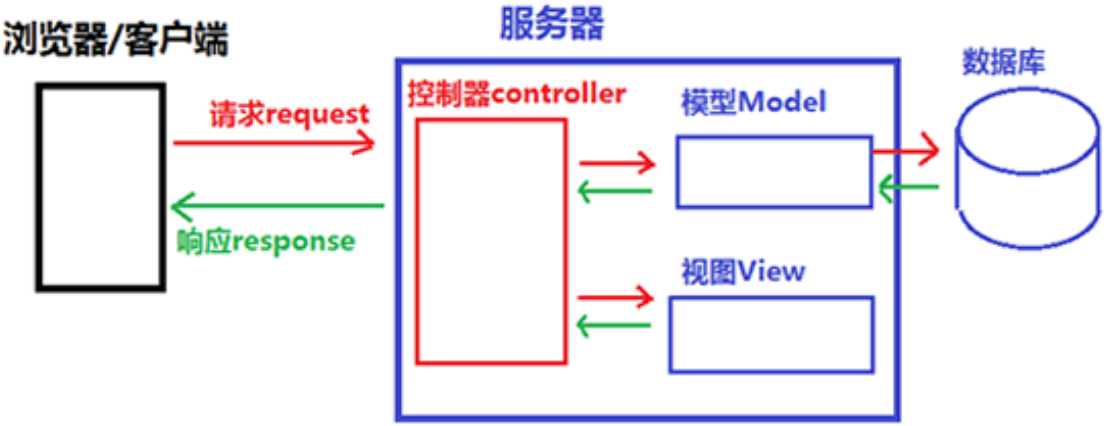 浏览器/客户端
服务器
数据库
控制器controller
模型Model
请求request
响应response
视图View